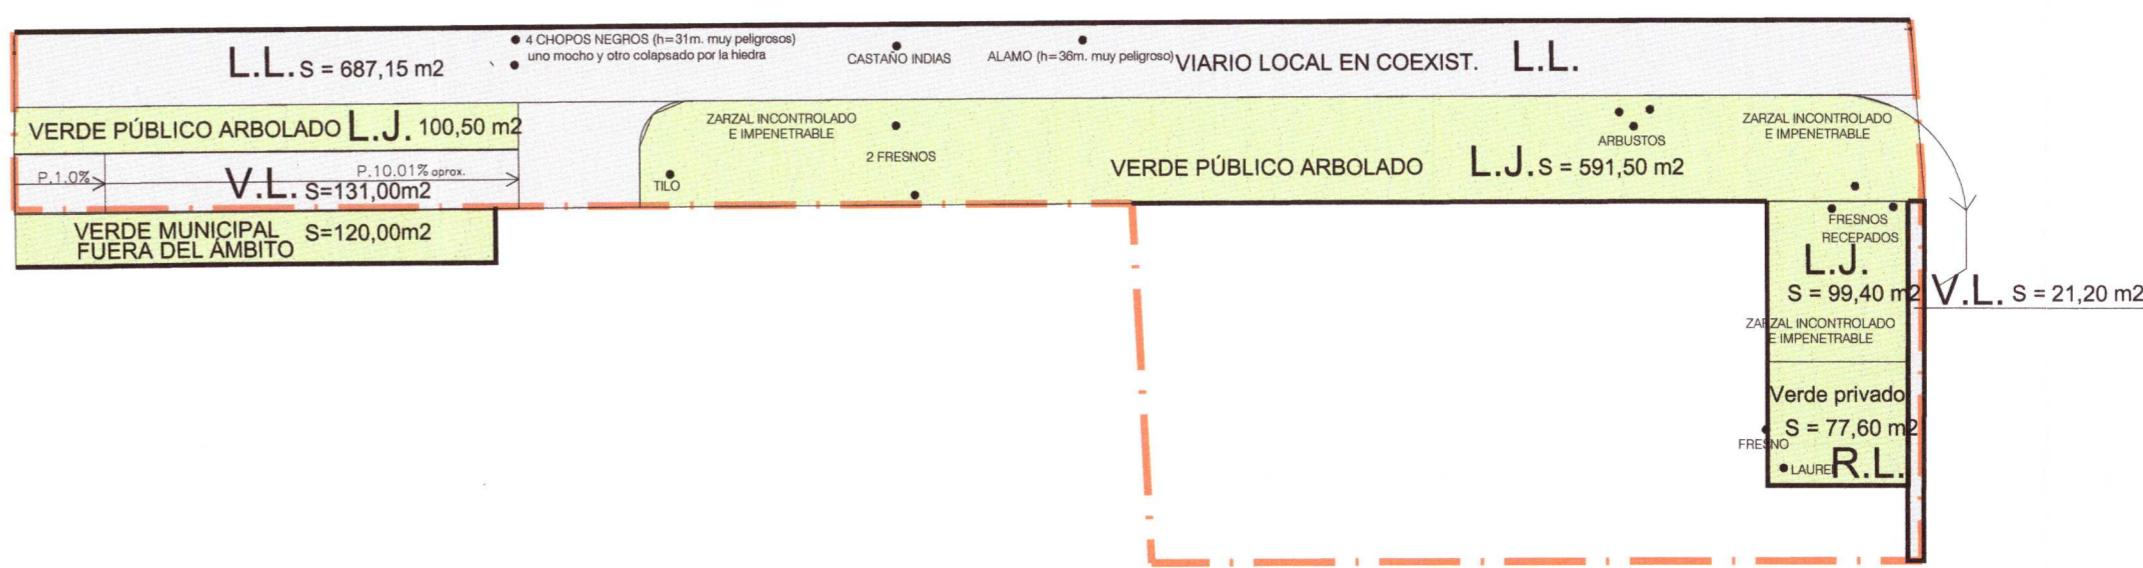 4 CHOPOS NEGROS (h=31m. muy peligrosos)
uno mocho y otro colapsado por la hiedra
L.L. S = 687,15 m2
CASTAÑO INDIAS
ALAMO (h=36m. muy peligroso)
VIARIO LOCAL EN COEXIST. L.L.
VERDE PÚBLICO ARBOLADO L.J. 100,50 m2
ZARZAL INCONTROLADO
E IMPENETRABLE
2 FRESNOS
ARBUSTOS
ZARZAL INCONTROLADO
E IMPENETRABLE
VERDE PÚBLICO ARBOLADO L.J. S = 591,50 m2
P.1.0%
P.10.01% aprox.
V.L. S=131,00m2
TILO
VERDE MUNICIPAL S=120,00m2
FUERA DEL ÁMBITO
FRESNOS
RECEPADOS
L.J.
S = 99,40 m2
V.L. S = 21,20 m2
ZARZAL INCONTROLADO
E IMPENETRABLE
Verde privado
S = 77,60 m2
FRESNO
LAUREL
R.L.